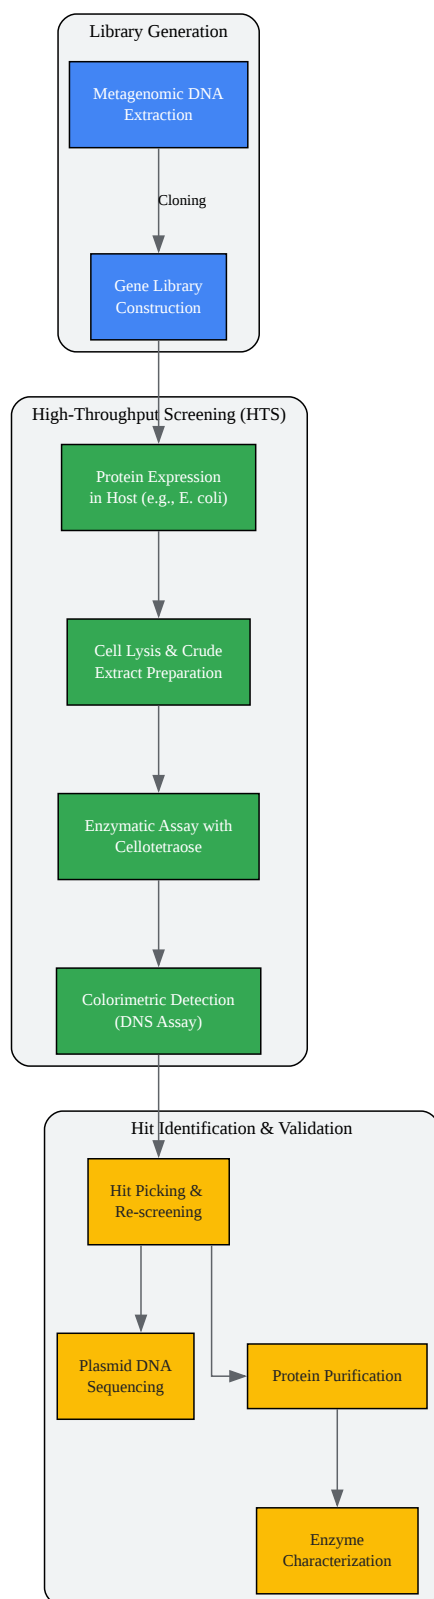 Library Generation
Metagenomic DNA
Extraction
Cloning
Gene Library
Construction
High-Throughput Screening (HTS)
Protein Expression
in Host (e.g., E. coli)
Cell Lysis & Crude
Extract Preparation
Enzymatic Assay with
Cellotetraose
Colorimetric Detection
(DNS Assay)
Hit Identification & Validation
Hit Picking &
Re-screening
Plasmid DNA
Sequencing
Protein Purification
Enzyme
Characterization